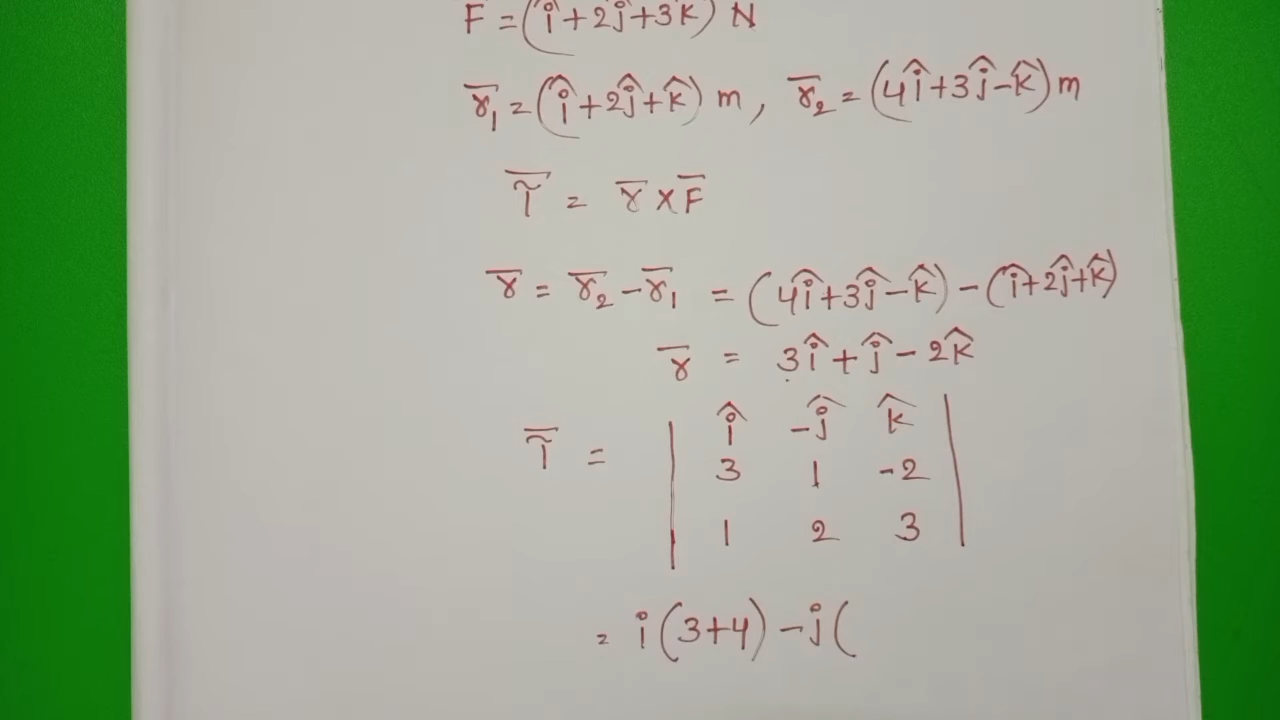 F = (î+2ĵ+3k̂) N
r̄₁ = (î+2ĵ+k̂) m, r̄₂ = (4î+3ĵ-k̂) m
τ̄ = r̄ × F̄
r̄ = r̄₂ - r̄₁ = (4î+3ĵ-k̂) - (î+2ĵ+k̂)
r̄ = 3î + ĵ - 2k̂
τ̄ = | î -ĵ k̂ |
3 1 -2
1 2 3
= i(3+4) - j(